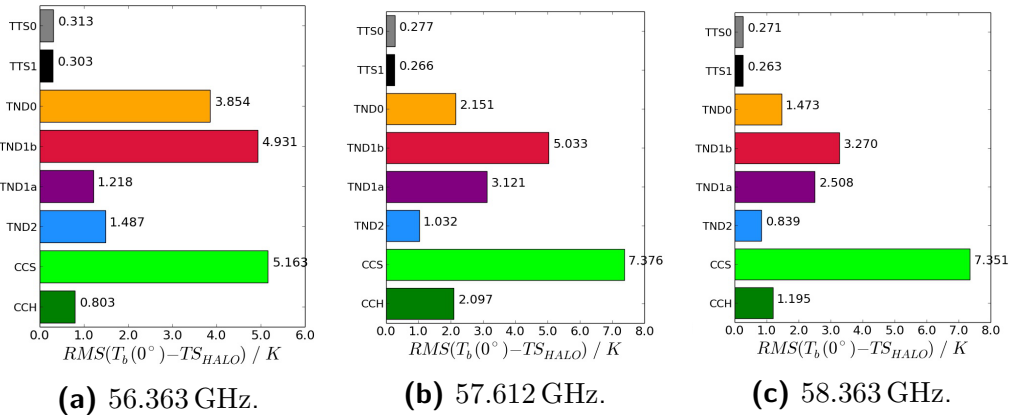 TTS0 0.313
TTS1 0.303
TND0 3.854
TND1b 4.931
TND1a 1.218
TND2 1.487
CCS 5.163
CCH 0.803
0.0 1.0 2.0 3.0 4.0 5.0 6.0
RMS(T_b(0°)−TS_HALO) / K
(a) 56.363 GHz.
TTS0 0.277
TTS1 0.266
TND0 2.151
TND1b 5.033
TND1a 3.121
TND2 1.032
CCS 7.376
CCH 2.097
0.0 1.0 2.0 3.0 4.0 5.0 6.0 7.0 8.0
RMS(T_b(0°)−TS_HALO) / K
(b) 57.612 GHz.
TTS0 0.271
TTS1 0.263
TND0 1.473
TND1b 3.270
TND1a 2.508
TND2 0.839
CCS 7.351
CCH 1.195
0.0 1.0 2.0 3.0 4.0 5.0 6.0 7.0 8.0
RMS(T_b(0°)−TS_HALO) / K
(c) 58.363 GHz.